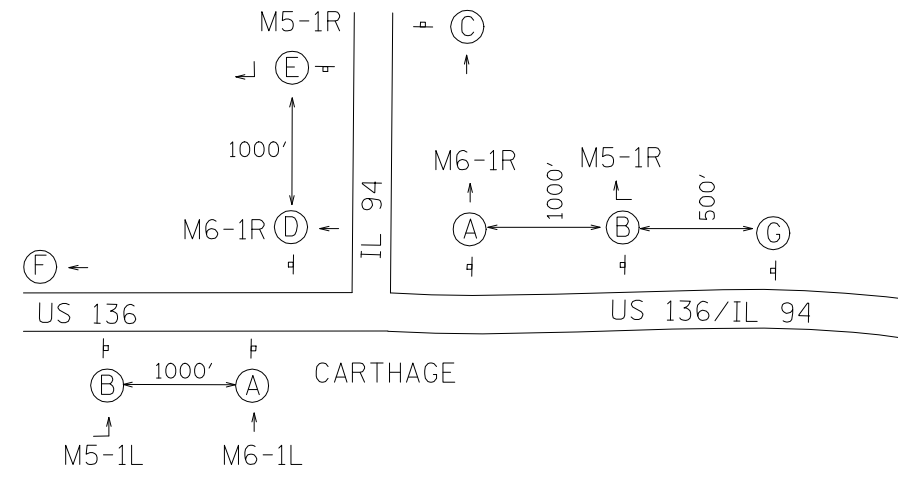 M5-1R
C
E
1000'
M6-1R
M5-1R
1000'
500'
IL 94
M6-1R
D
A
B
G
F
US 136
US 136/IL 94
1000'
CARTHAGE
B
A
M5-1L
M6-1L